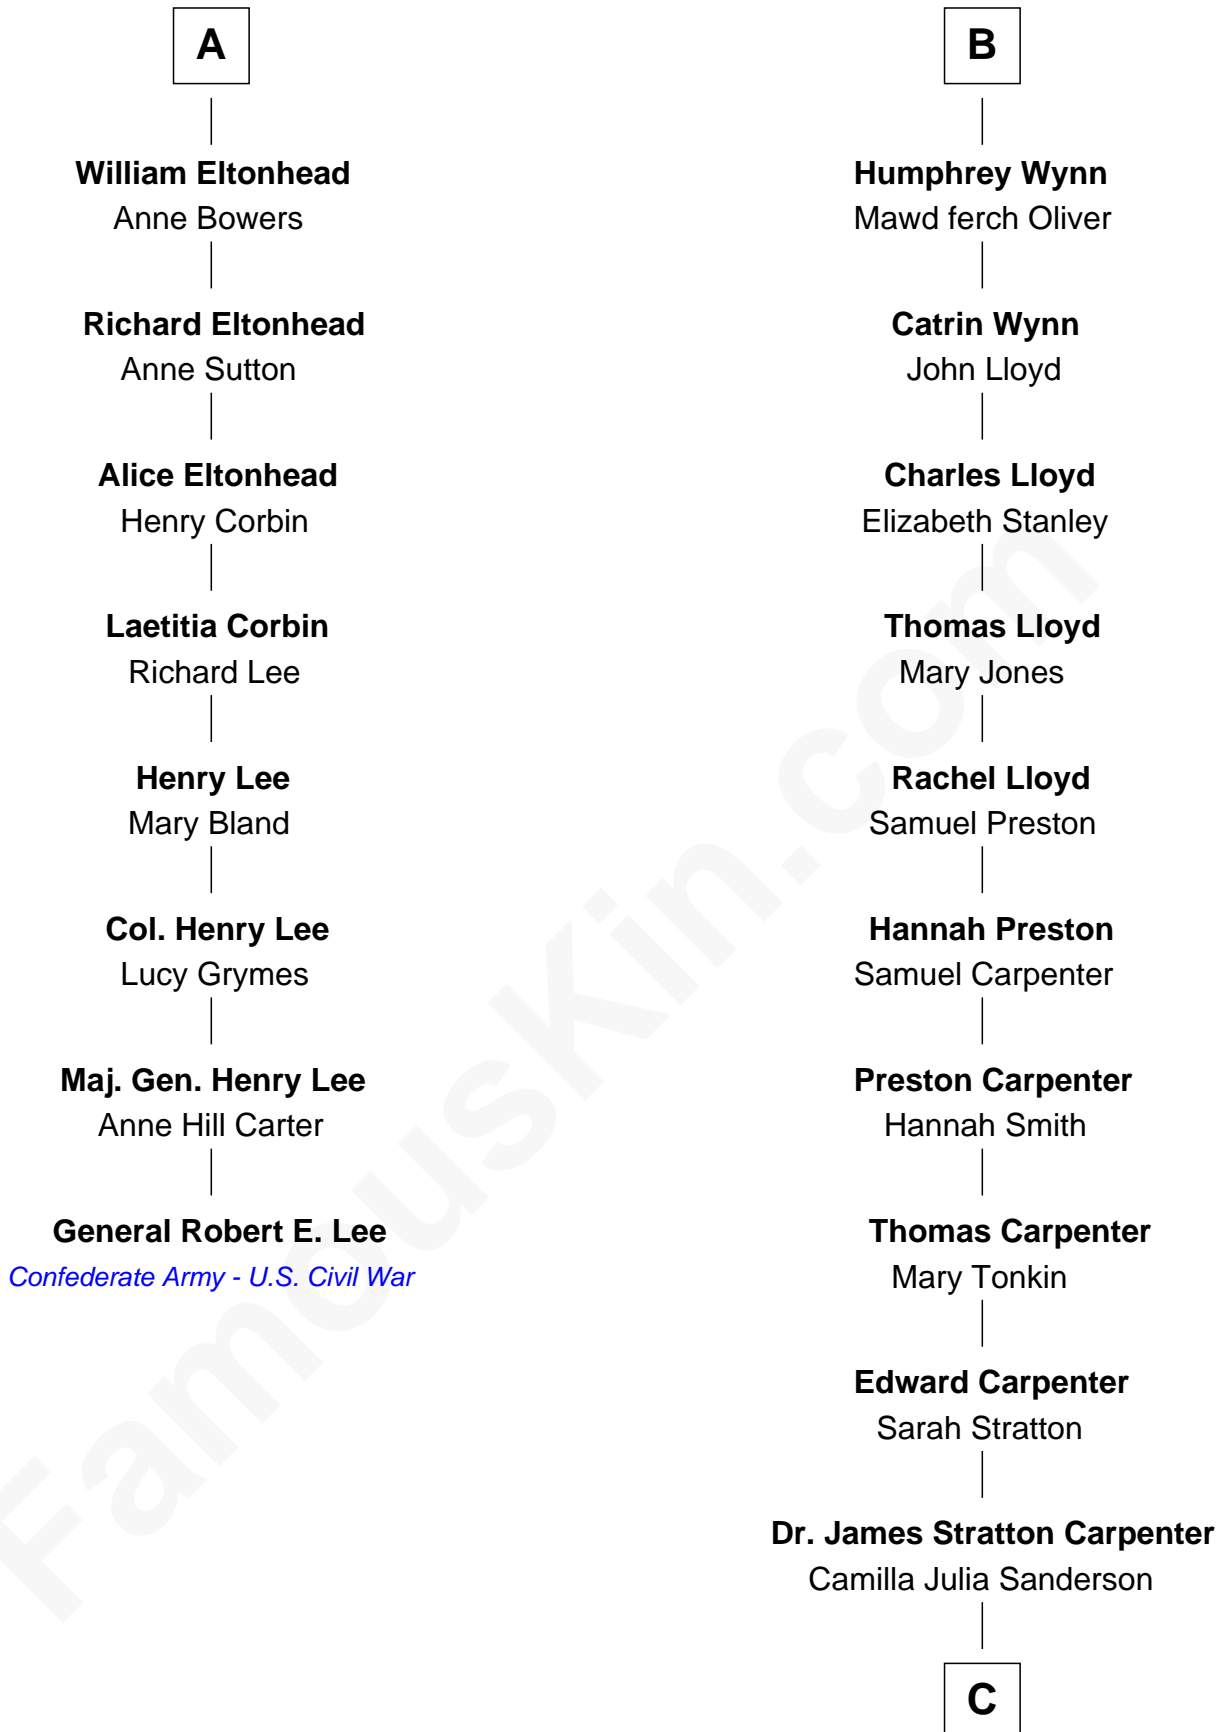 A
William Eltonhead
Anne Bowers
Richard Eltonhead
Anne Sutton
Alice Eltonhead
Henry Corbin
Laetitia Corbin
Richard Lee
Henry Lee
Mary Bland
Col. Henry Lee
Lucy Grymes
Maj. Gen. Henry Lee
Anne Hill Carter
General Robert E. Lee
Confederate Army - U.S. Civil War
B
Humphrey Wynn
Mawd ferch Oliver
Catrin Wynn
John Lloyd
Charles Lloyd
Elizabeth Stanley
Thomas Lloyd
Mary Jones
Rachel Lloyd
Samuel Preston
Hannah Preston
Samuel Carpenter
Preston Carpenter
Hannah Smith
Thomas Carpenter
Mary Tonkin
Edward Carpenter
Sarah Stratton
Dr. James Stratton Carpenter
Camilla Julia Sanderson
C
FamousKin.com